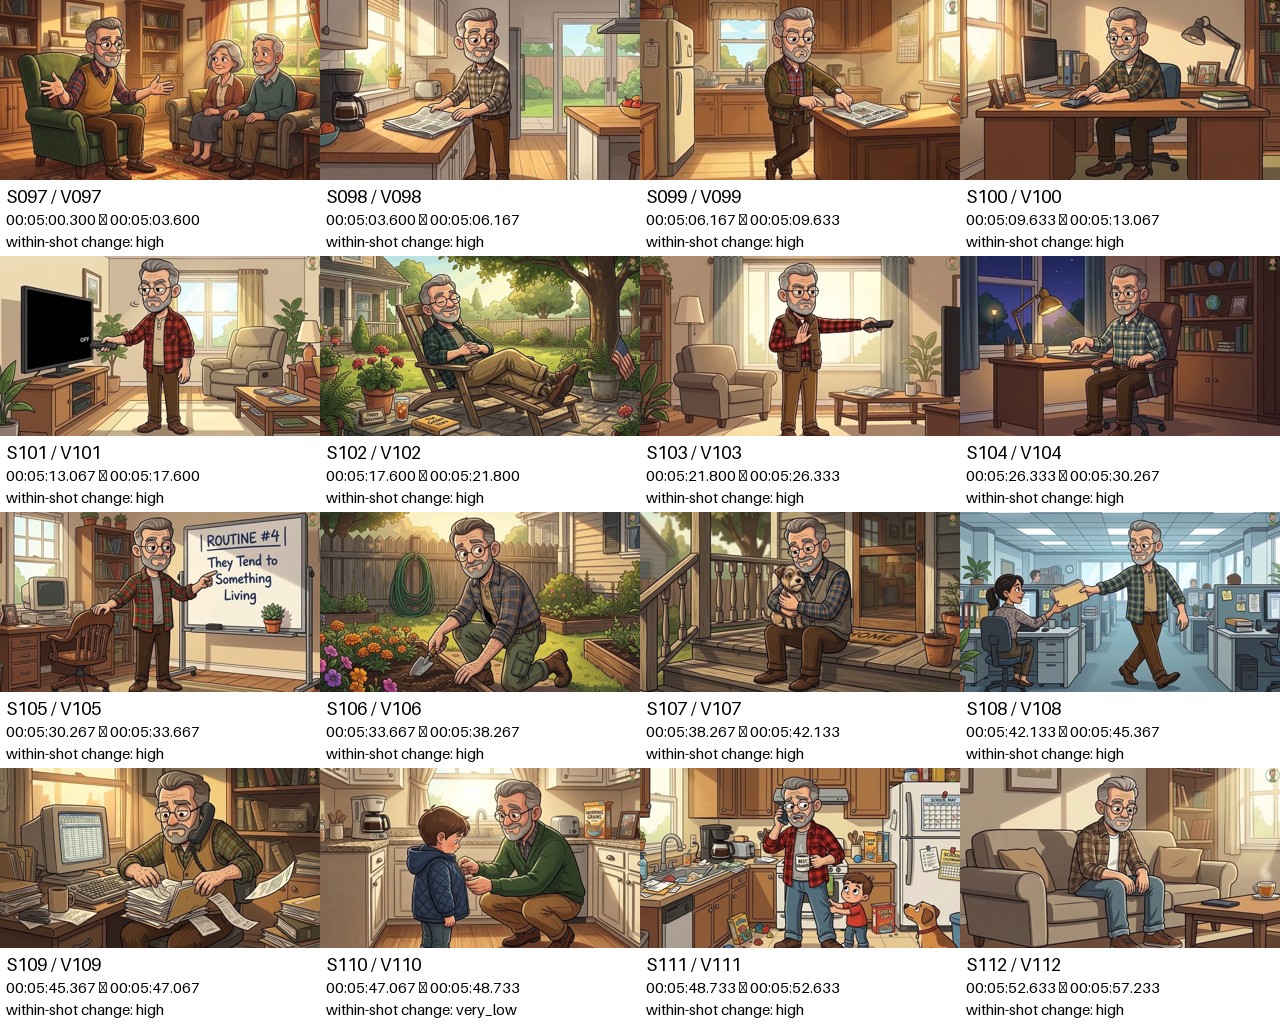 S097 / V097
00:05:00.300 00:05:03.600
within-shot change: high
S098 / V098
00:05:03.600 00:05:06.167
within-shot change: high
S099 / V099
00:05:06.167 00:05:09.633
within-shot change: high
S100 / V100
00:05:09.633 00:05:13.067
within-shot change: high
OFF
S101 / V101
00:05:13.067 00:05:17.600
within-shot change: high
S102 / V102
00:05:17.600 00:05:21.800
within-shot change: high
S103 / V103
00:05:21.800 00:05:26.333
within-shot change: high
S104 / V104
00:05:26.333 00:05:30.267
within-shot change: high
ROUTINE #4
They Tend to
Something
Living
S105 / V105
00:05:30.267 00:05:33.667
within-shot change: high
S106 / V106
00:05:33.667 00:05:38.267
within-shot change: high
S107 / V107
00:05:38.267 00:05:42.133
within-shot change: high
S108 / V108
00:05:42.133 00:05:45.367
within-shot change: high
S109 / V109
00:05:45.367 00:05:47.067
within-shot change: high
MORNING
GRAINS
S110 / V110
00:05:47.067 00:05:48.733
within-shot change: very_low
SCHOOL MAY
BEST
S111 / V111
00:05:48.733 00:05:52.633
within-shot change: high
S112 / V112
00:05:52.633 00:05:57.233
within-shot change: high